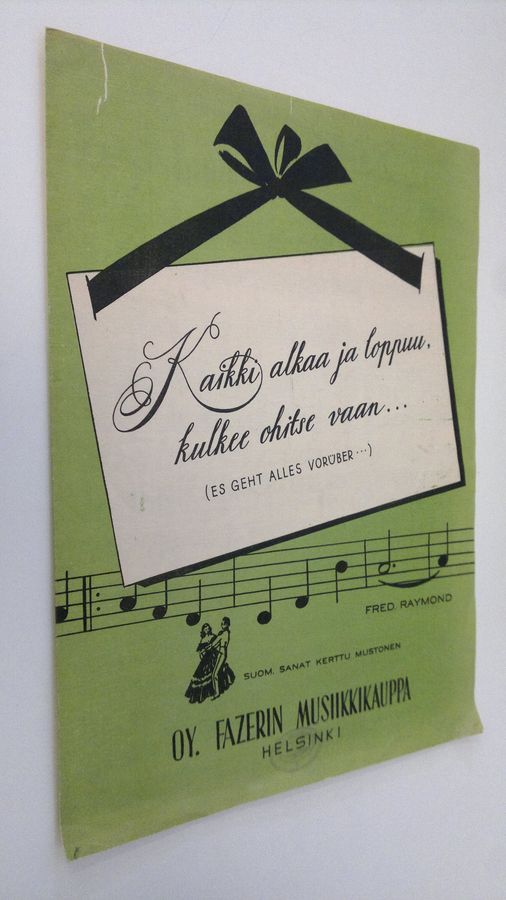 Kaikki alkaa ja loppuu,
kulkee ohitse vaan...
(ES GEHT ALLES VORÜBER...)
FRED. RAYMOND
SUOM. SANAT KERTTU MUSTONEN
OY. FAZERIN MUSIIKKIKAUPPA
HELSINKI